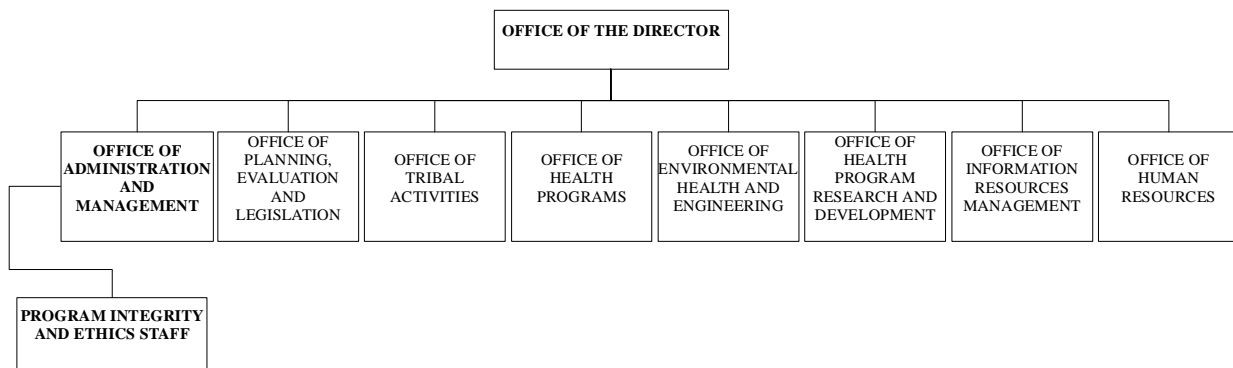 OFFICE OF THE DIRECTOR
OFFICE OF
ADMINISTRATION
AND
MANAGEMENT
OFFICE OF
PLANNING,
EVALUATION
AND
LEGISLATION
OFFICE OF
TRIBAL
ACTIVITIES
OFFICE OF
HEALTH
PROGRAMS
OFFICE OF
ENVIRONMENTAL
HEALTH AND
ENGINEERING
OFFICE OF
HEALTH
PROGRAM
RESEARCH AND
DEVELOPMENT
OFFICE OF
INFORMATION
RESOURCES
MANAGEMENT
OFFICE OF
HUMAN
RESOURCES
PROGRAM INTEGRITY
AND ETHICS STAFF